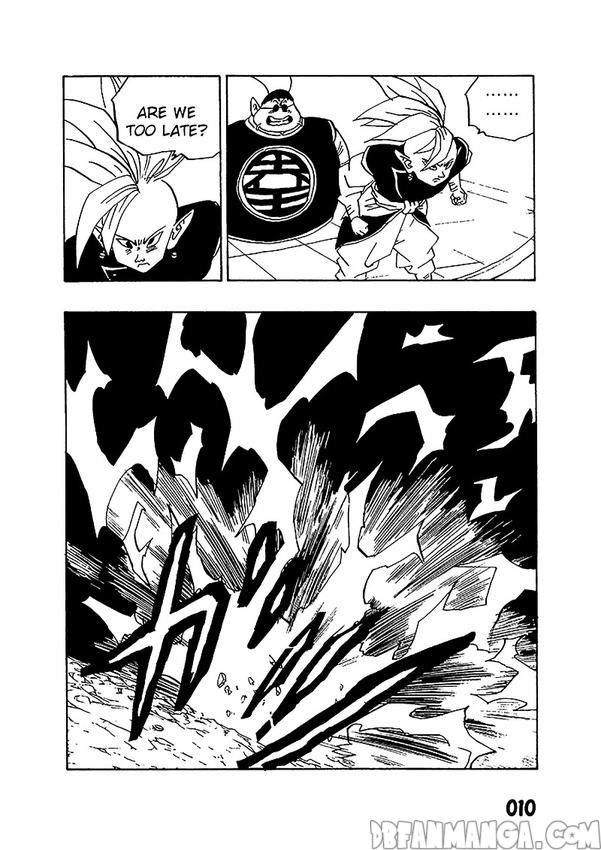 ......
......
ARE WE
TOO LATE?
010
DBFANMANGA.COM